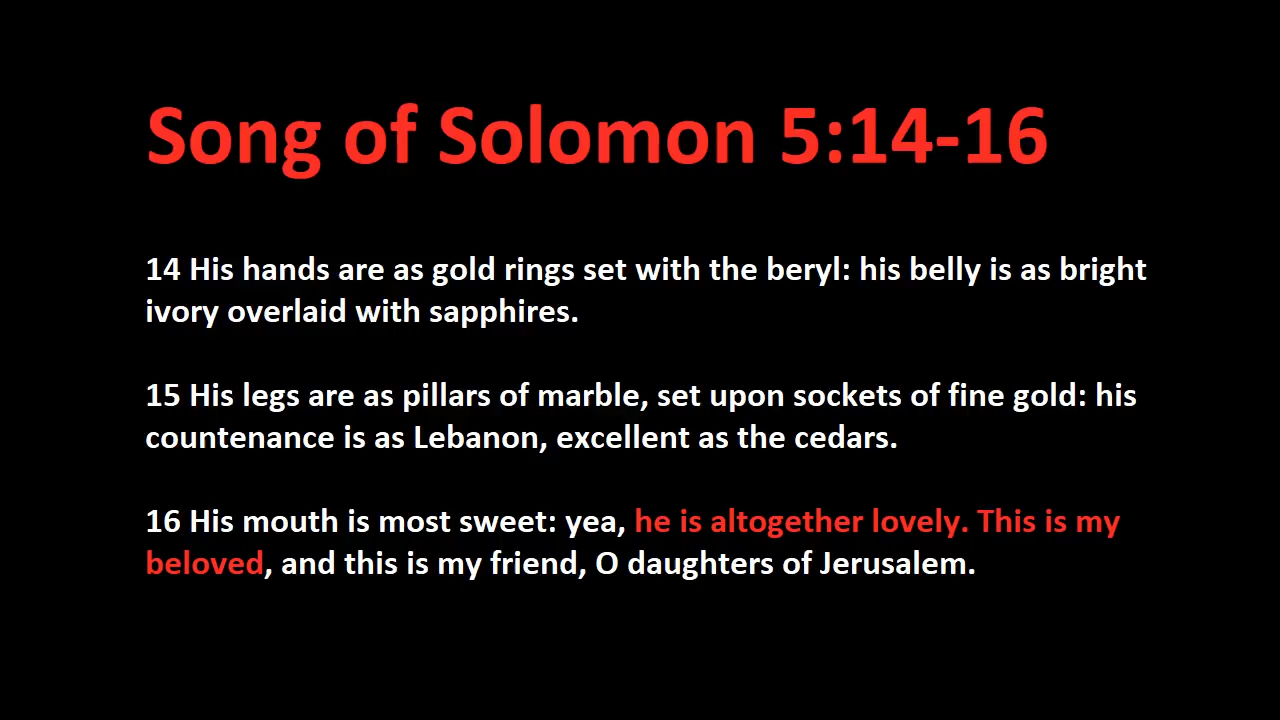 Song of Solomon 5:14-16
14 His hands are as gold rings set with the beryl: his belly is as bright
ivory overlaid with sapphires.
15 His legs are as pillars of marble, set upon sockets of fine gold: his
countenance is as Lebanon, excellent as the cedars.
16 His mouth is most sweet: yea, he is altogether lovely. This is my
beloved, and this is my friend, O daughters of Jerusalem.